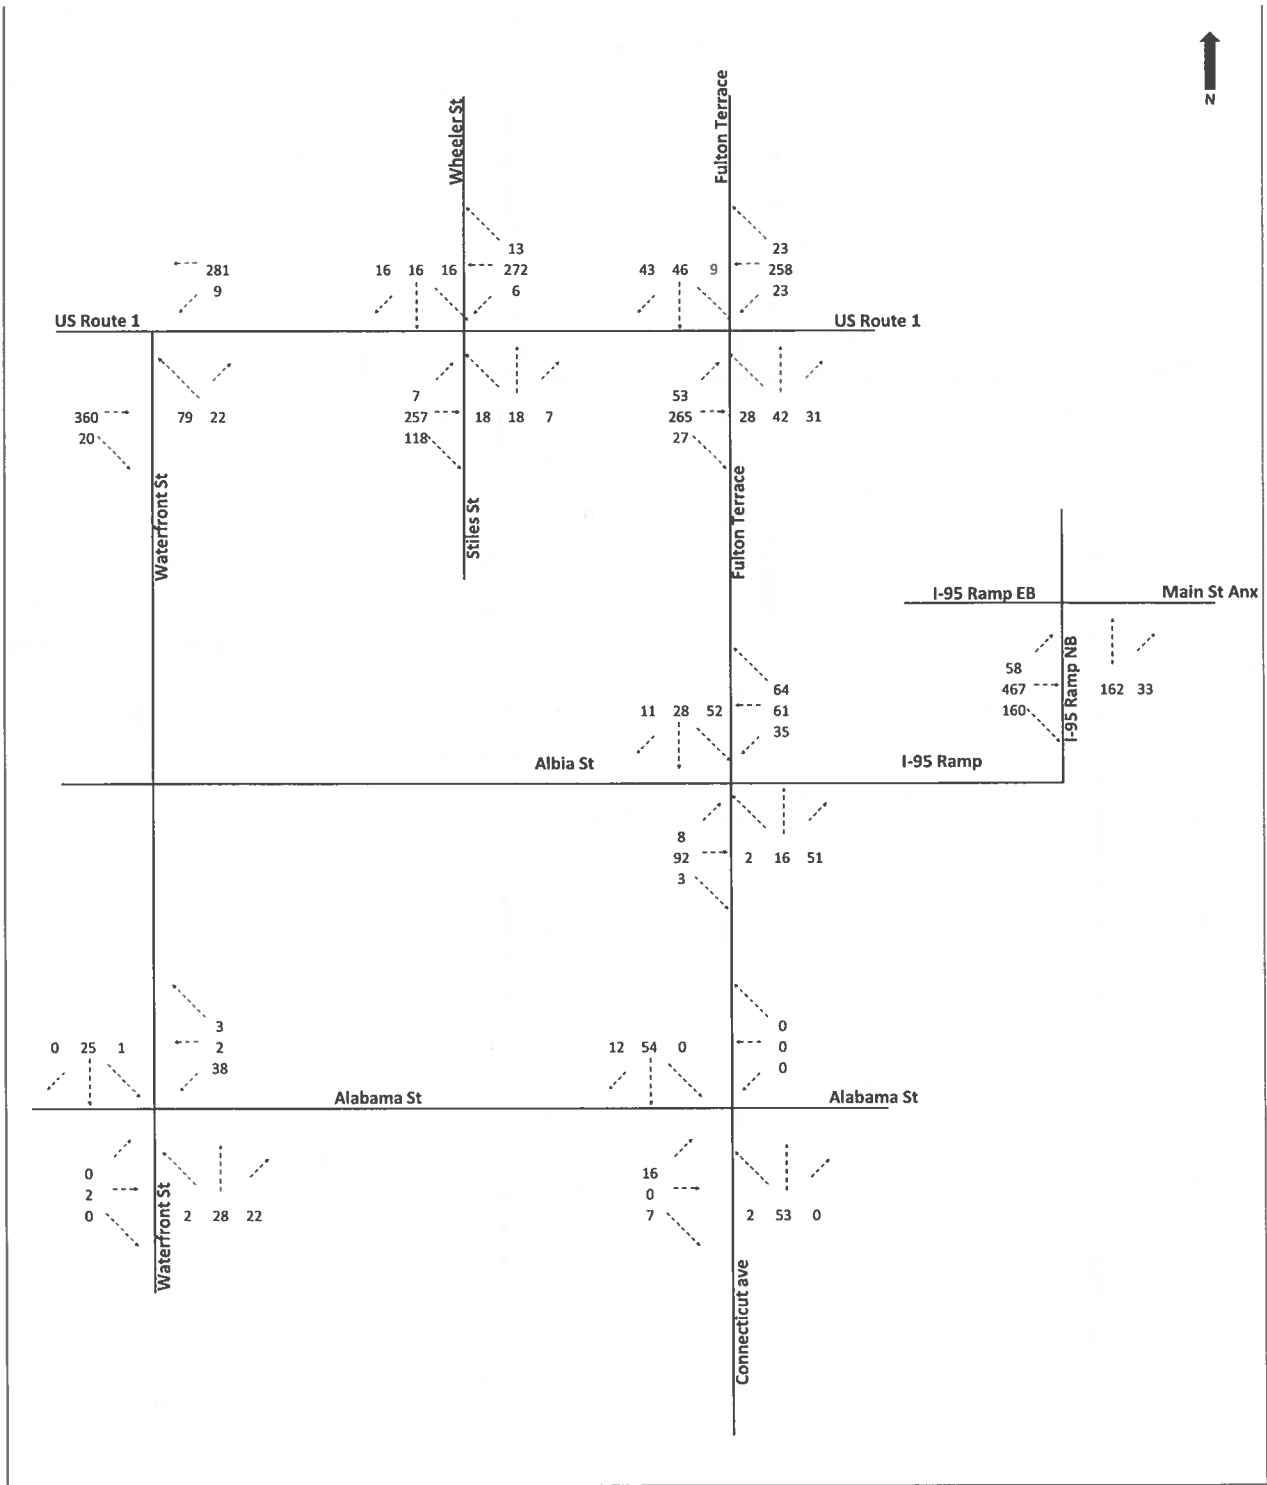 N
Wheeler St
Fulton Terrace
13
23
281
16 16 16 272
43 46 9 258
9
6
23
US Route 1
US Route 1
7
53
360
79 22
257
18 18 7
265
28 42 31
20
118
27
Waterfront St
Stiles St
Fulton Terrace
I-95 Ramp EB
Main St Anx
58
467
162 33
160
I-95 Ramp NB
64
11 28 52
61
35
Albia St
I-95 Ramp
8
92
2 16 51
3
3
0
0 25 1
2
12 54 0
0
38
0
Alabama St
Alabama St
0
16
2
0
0
2 28 22
7
2 53 0
Waterfront St
Connecticut ave